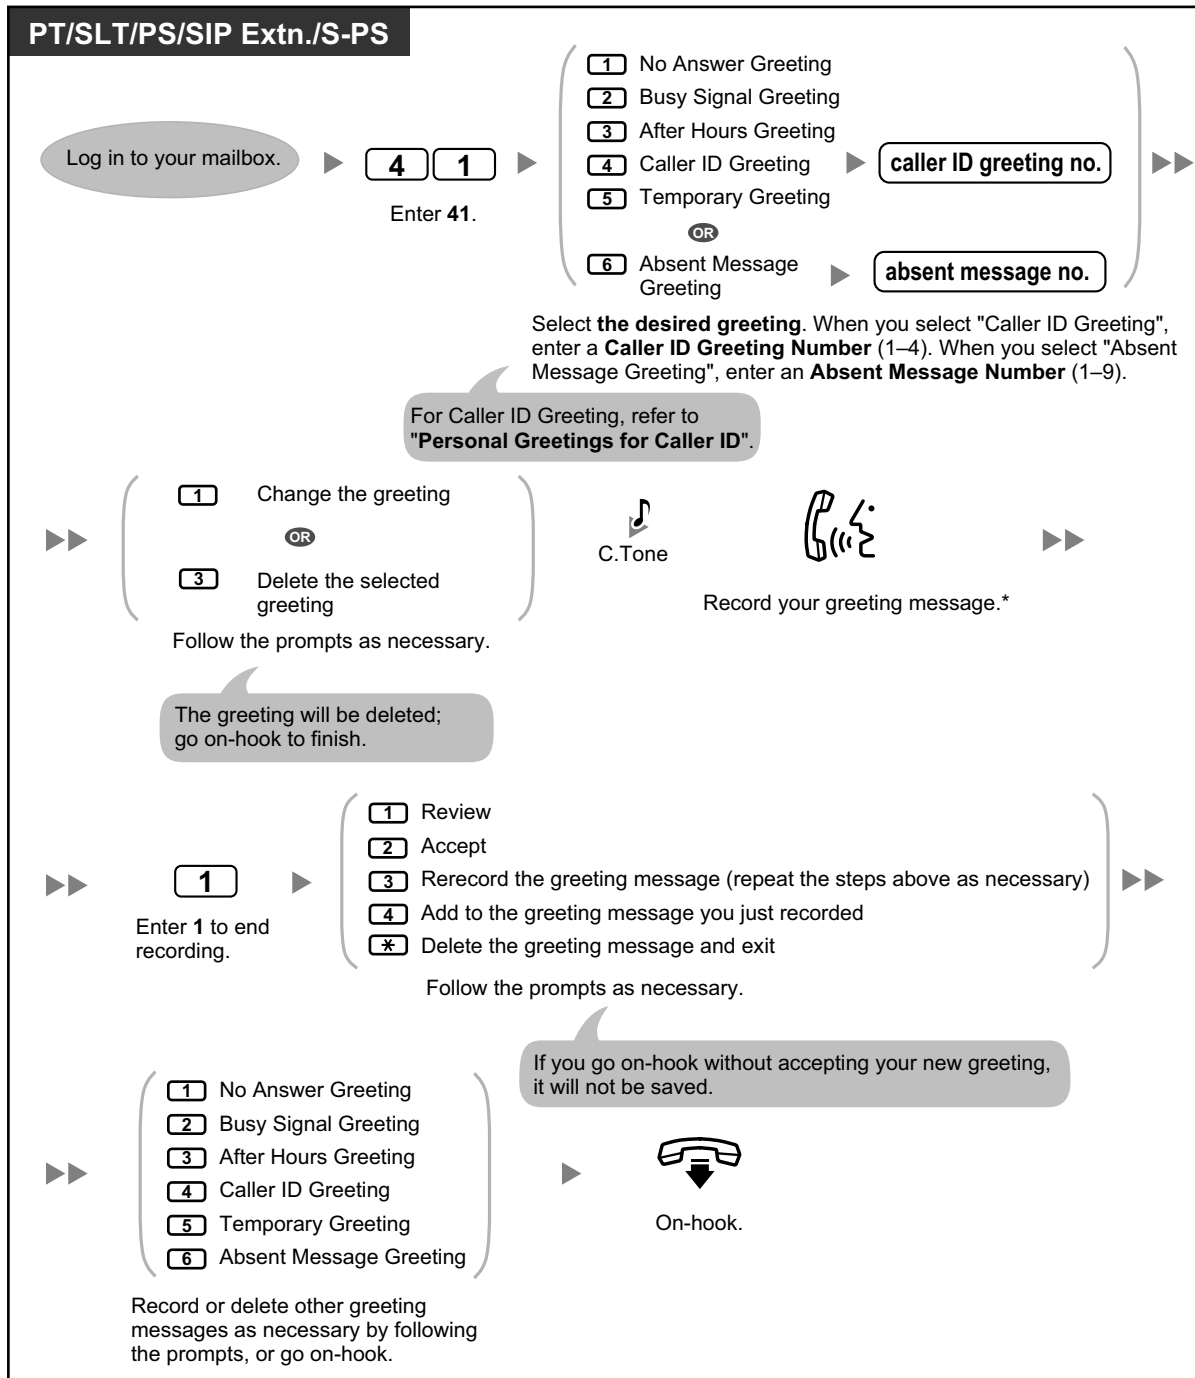 PT/SLT/PS/SIP Extn./S-PS
Log in to your mailbox.
4 1
Enter 41.
1 No Answer Greeting
2 Busy Signal Greeting
3 After Hours Greeting
4 Caller ID Greeting
caller ID greeting no.
5 Temporary Greeting
OR
6 Absent Message
Greeting
absent message no.
Select the desired greeting. When you select "Caller ID Greeting",
enter a Caller ID Greeting Number (1–4). When you select "Absent
Message Greeting", enter an Absent Message Number (1–9).
For Caller ID Greeting, refer to
"Personal Greetings for Caller ID".
1 Change the greeting
OR
3 Delete the selected
greeting
Follow the prompts as necessary.
C.Tone
Record your greeting message.*
The greeting will be deleted;
go on-hook to finish.
1
Enter 1 to end
recording.
1 Review
2 Accept
3 Rerecord the greeting message (repeat the steps above as necessary)
4 Add to the greeting message you just recorded
* Delete the greeting message and exit
Follow the prompts as necessary.
If you go on-hook without accepting your new greeting,
it will not be saved.
1 No Answer Greeting
2 Busy Signal Greeting
3 After Hours Greeting
4 Caller ID Greeting
5 Temporary Greeting
6 Absent Message Greeting
On-hook.
Record or delete other greeting
messages as necessary by following
the prompts, or go on-hook.